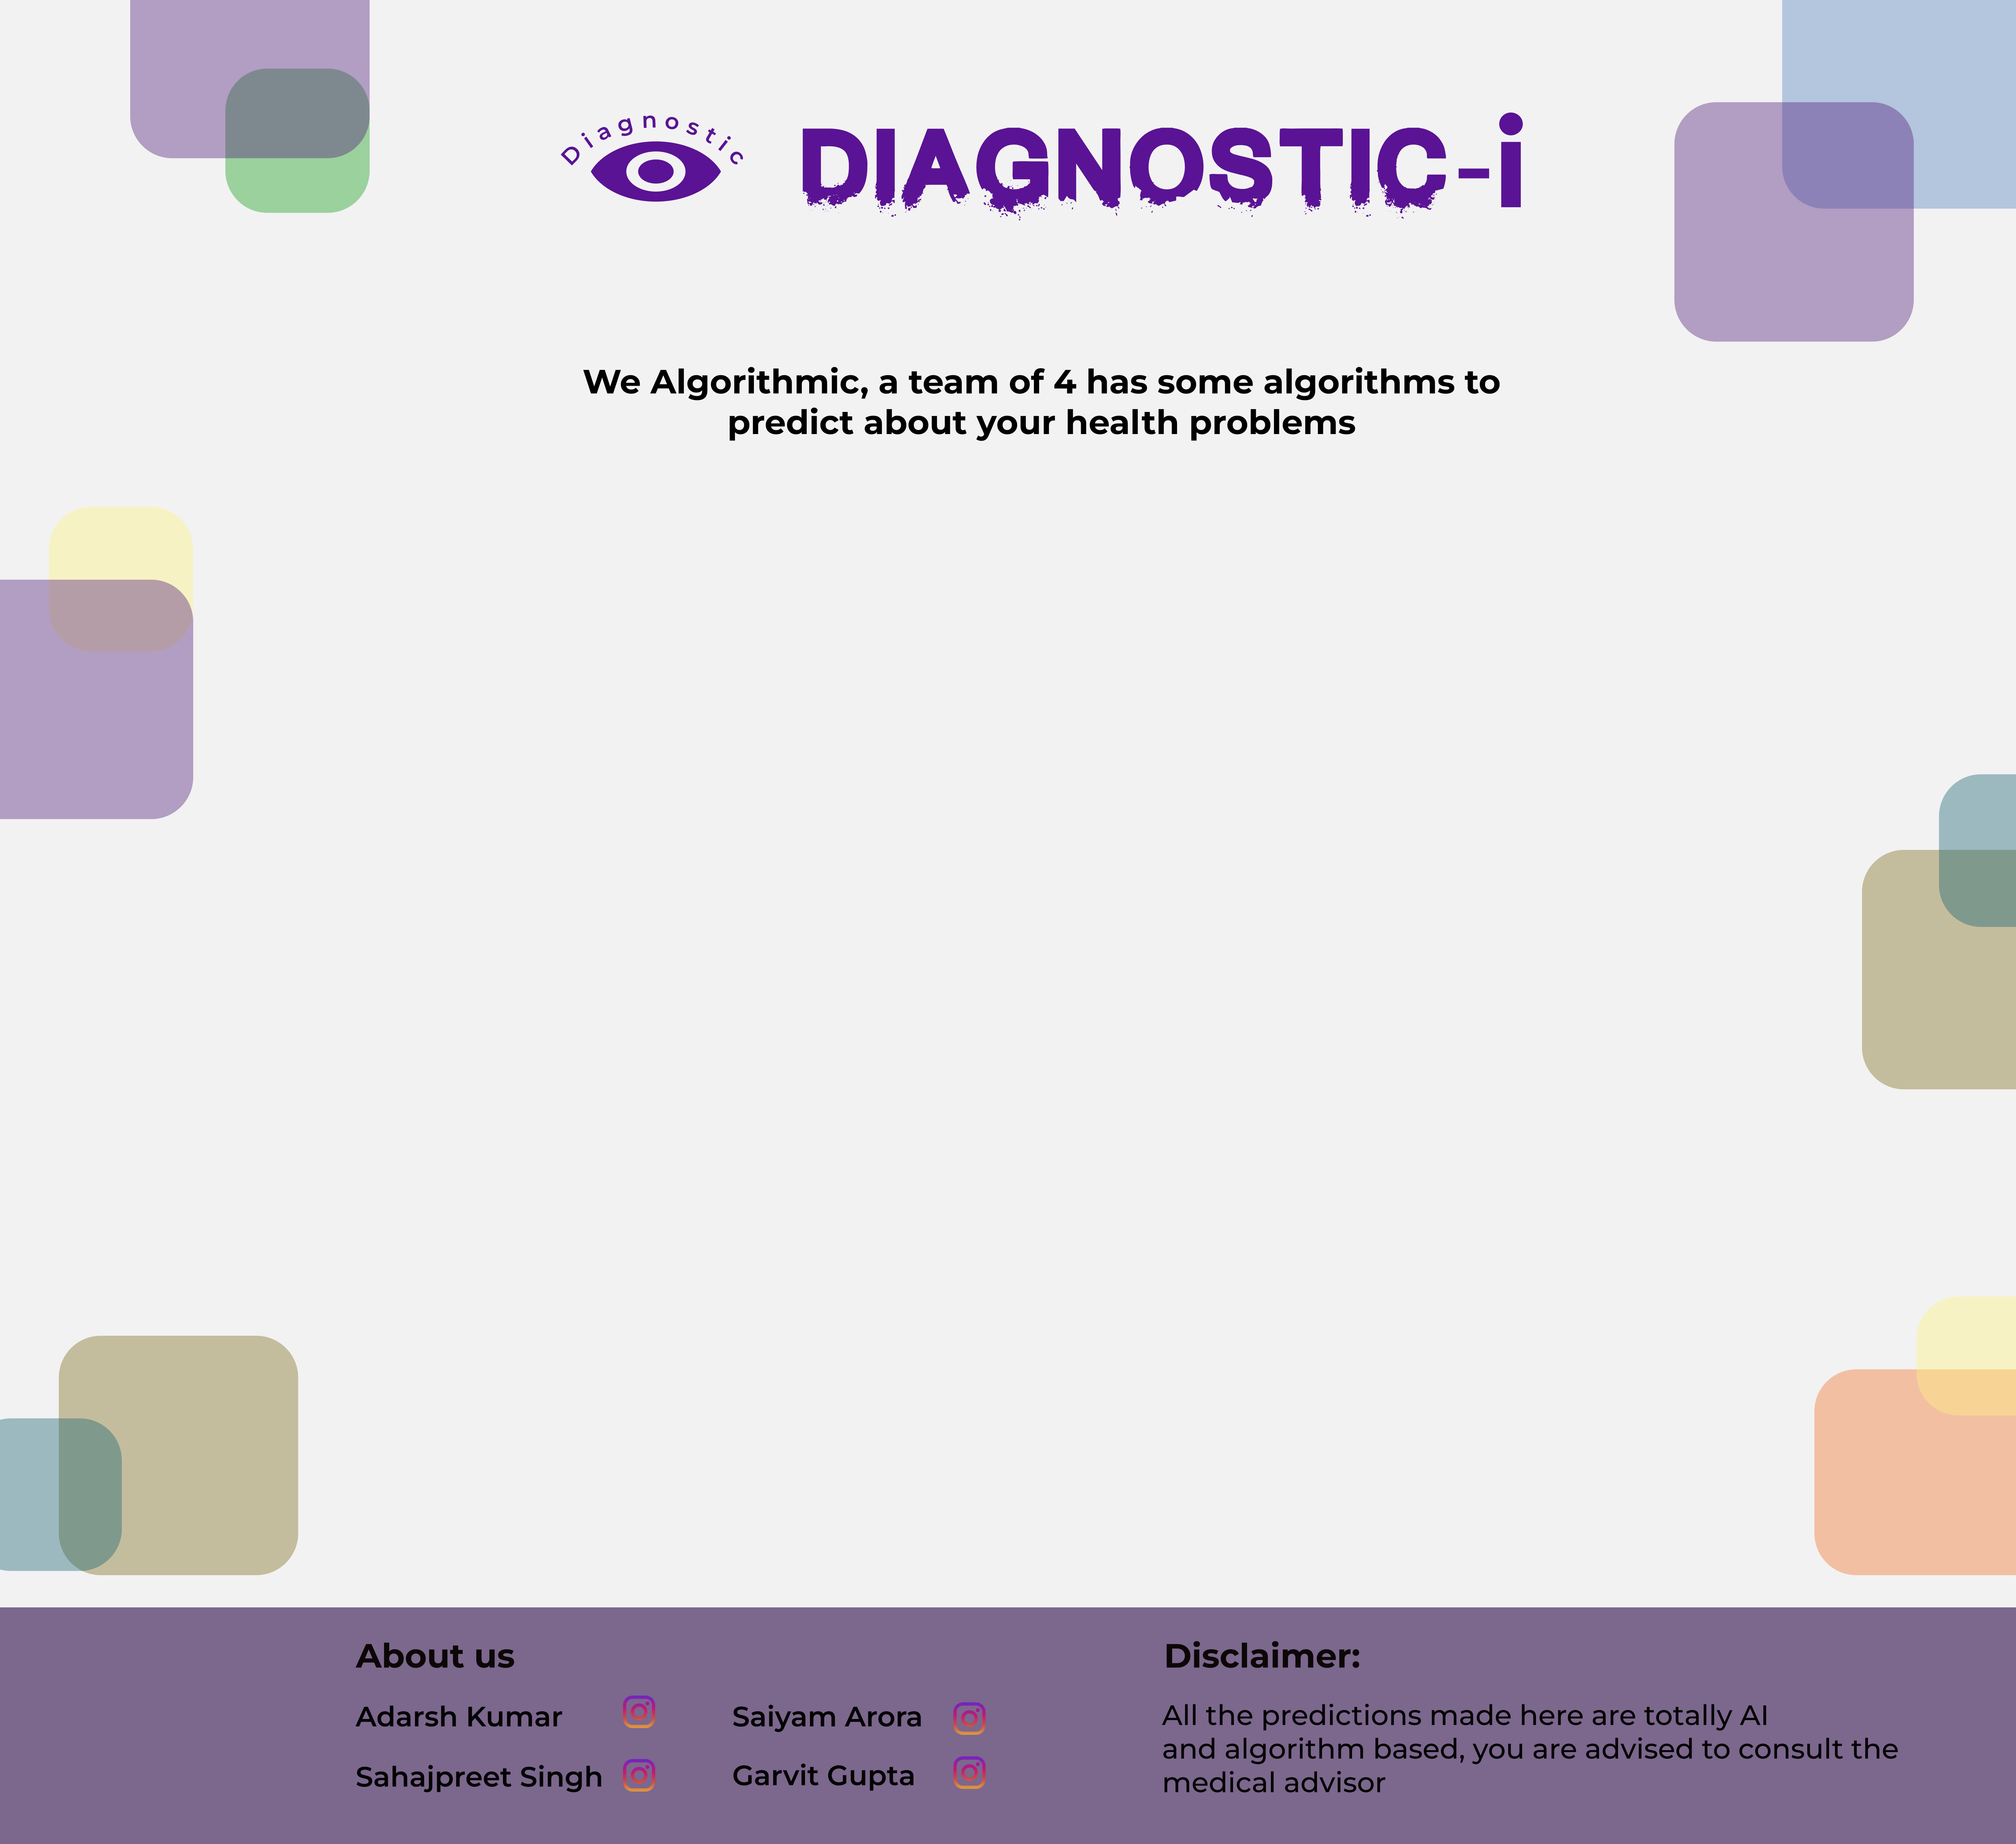 Diagnostic
DIAGNOSTIC-i
We Algorithmic, a team of 4 has some algorithms to
predict about your health problems
About us
Adarsh Kumar
Saiyam Arora
Sahajpreet Singh
Garvit Gupta
Disclaimer:
All the predictions made here are totally AI
and algorithm based, you are advised to consult the
medical advisor